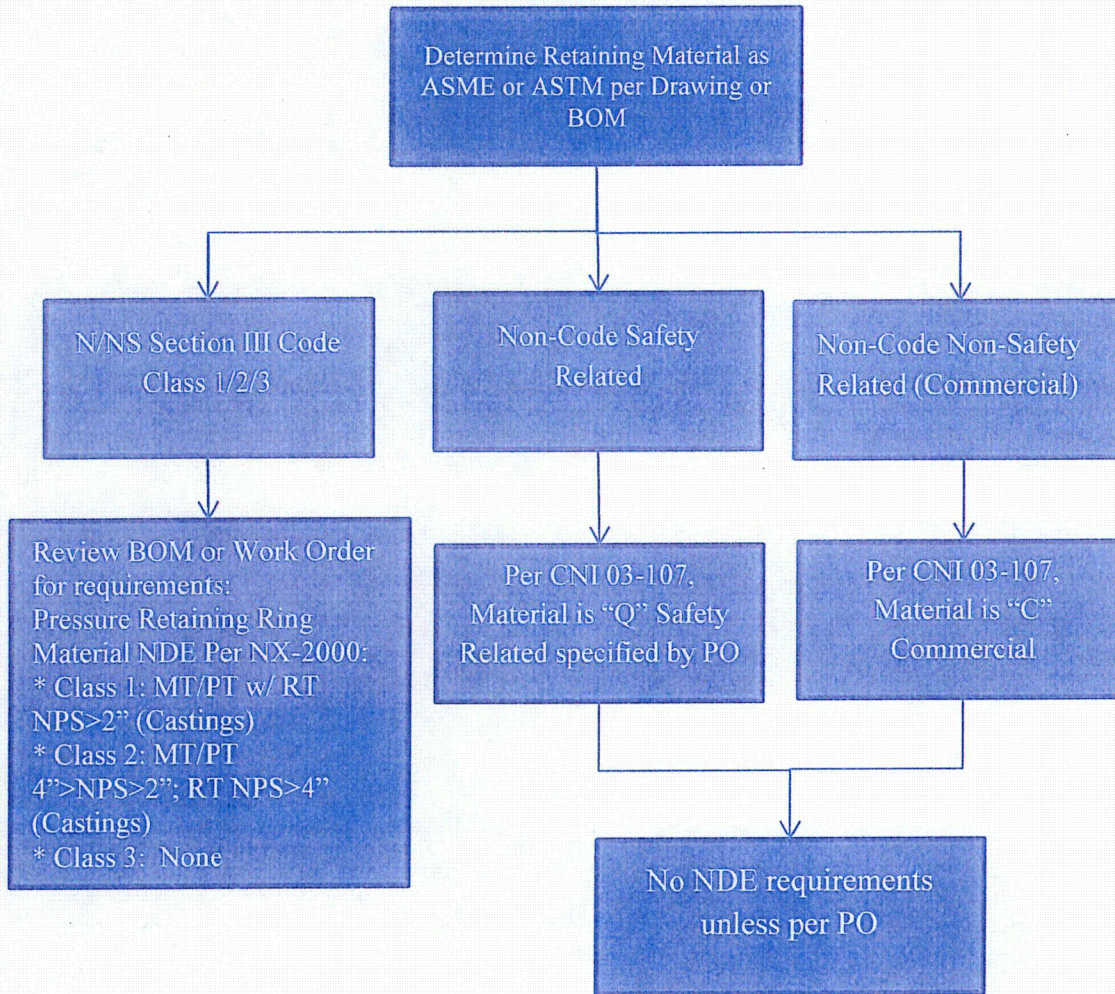 Determine Retaining Material as
ASME or ASTM per Drawing or
BOM
N/NS Section III Code
Class 1/2/3
Non-Code Safety
Related
Non-Code Non-Safety
Related (Commercial)
Review BOM or Work Order
for requirements:
Pressure Retaining Ring
Material NDE Per NX-2000:
* Class 1: MT/PT w/ RT
NPS>2” (Castings)
* Class 2: MT/PT
4”>NPS>2”; RT NPS>4”
(Castings)
* Class 3: None
Per CNI 03-107,
Material is “Q” Safety
Related specified by PO
Per CNI 03-107,
Material is “C”
Commercial
No NDE requirements
unless per PO